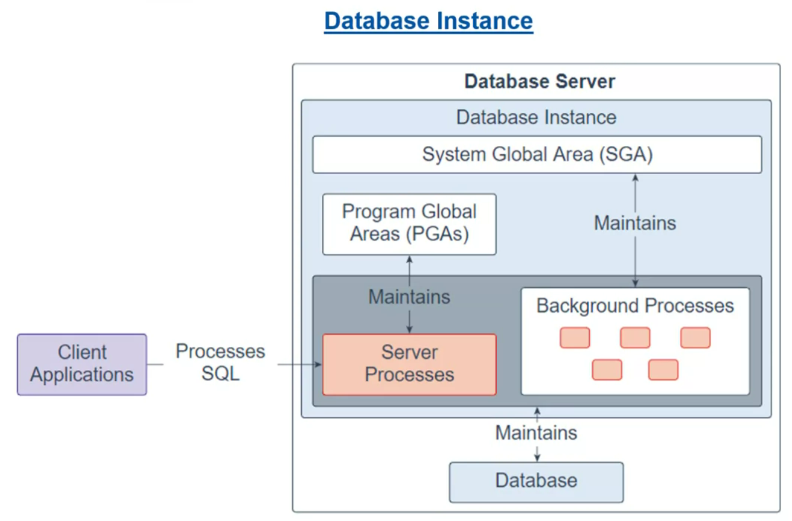 Database Instance
Database Server
Database Instance
System Global Area (SGA)
Program Global
Areas (PGAs)
Maintains
Maintains
Background Processes
Client
Applications
Processes
SQL
Server
Processes
Maintains
Database